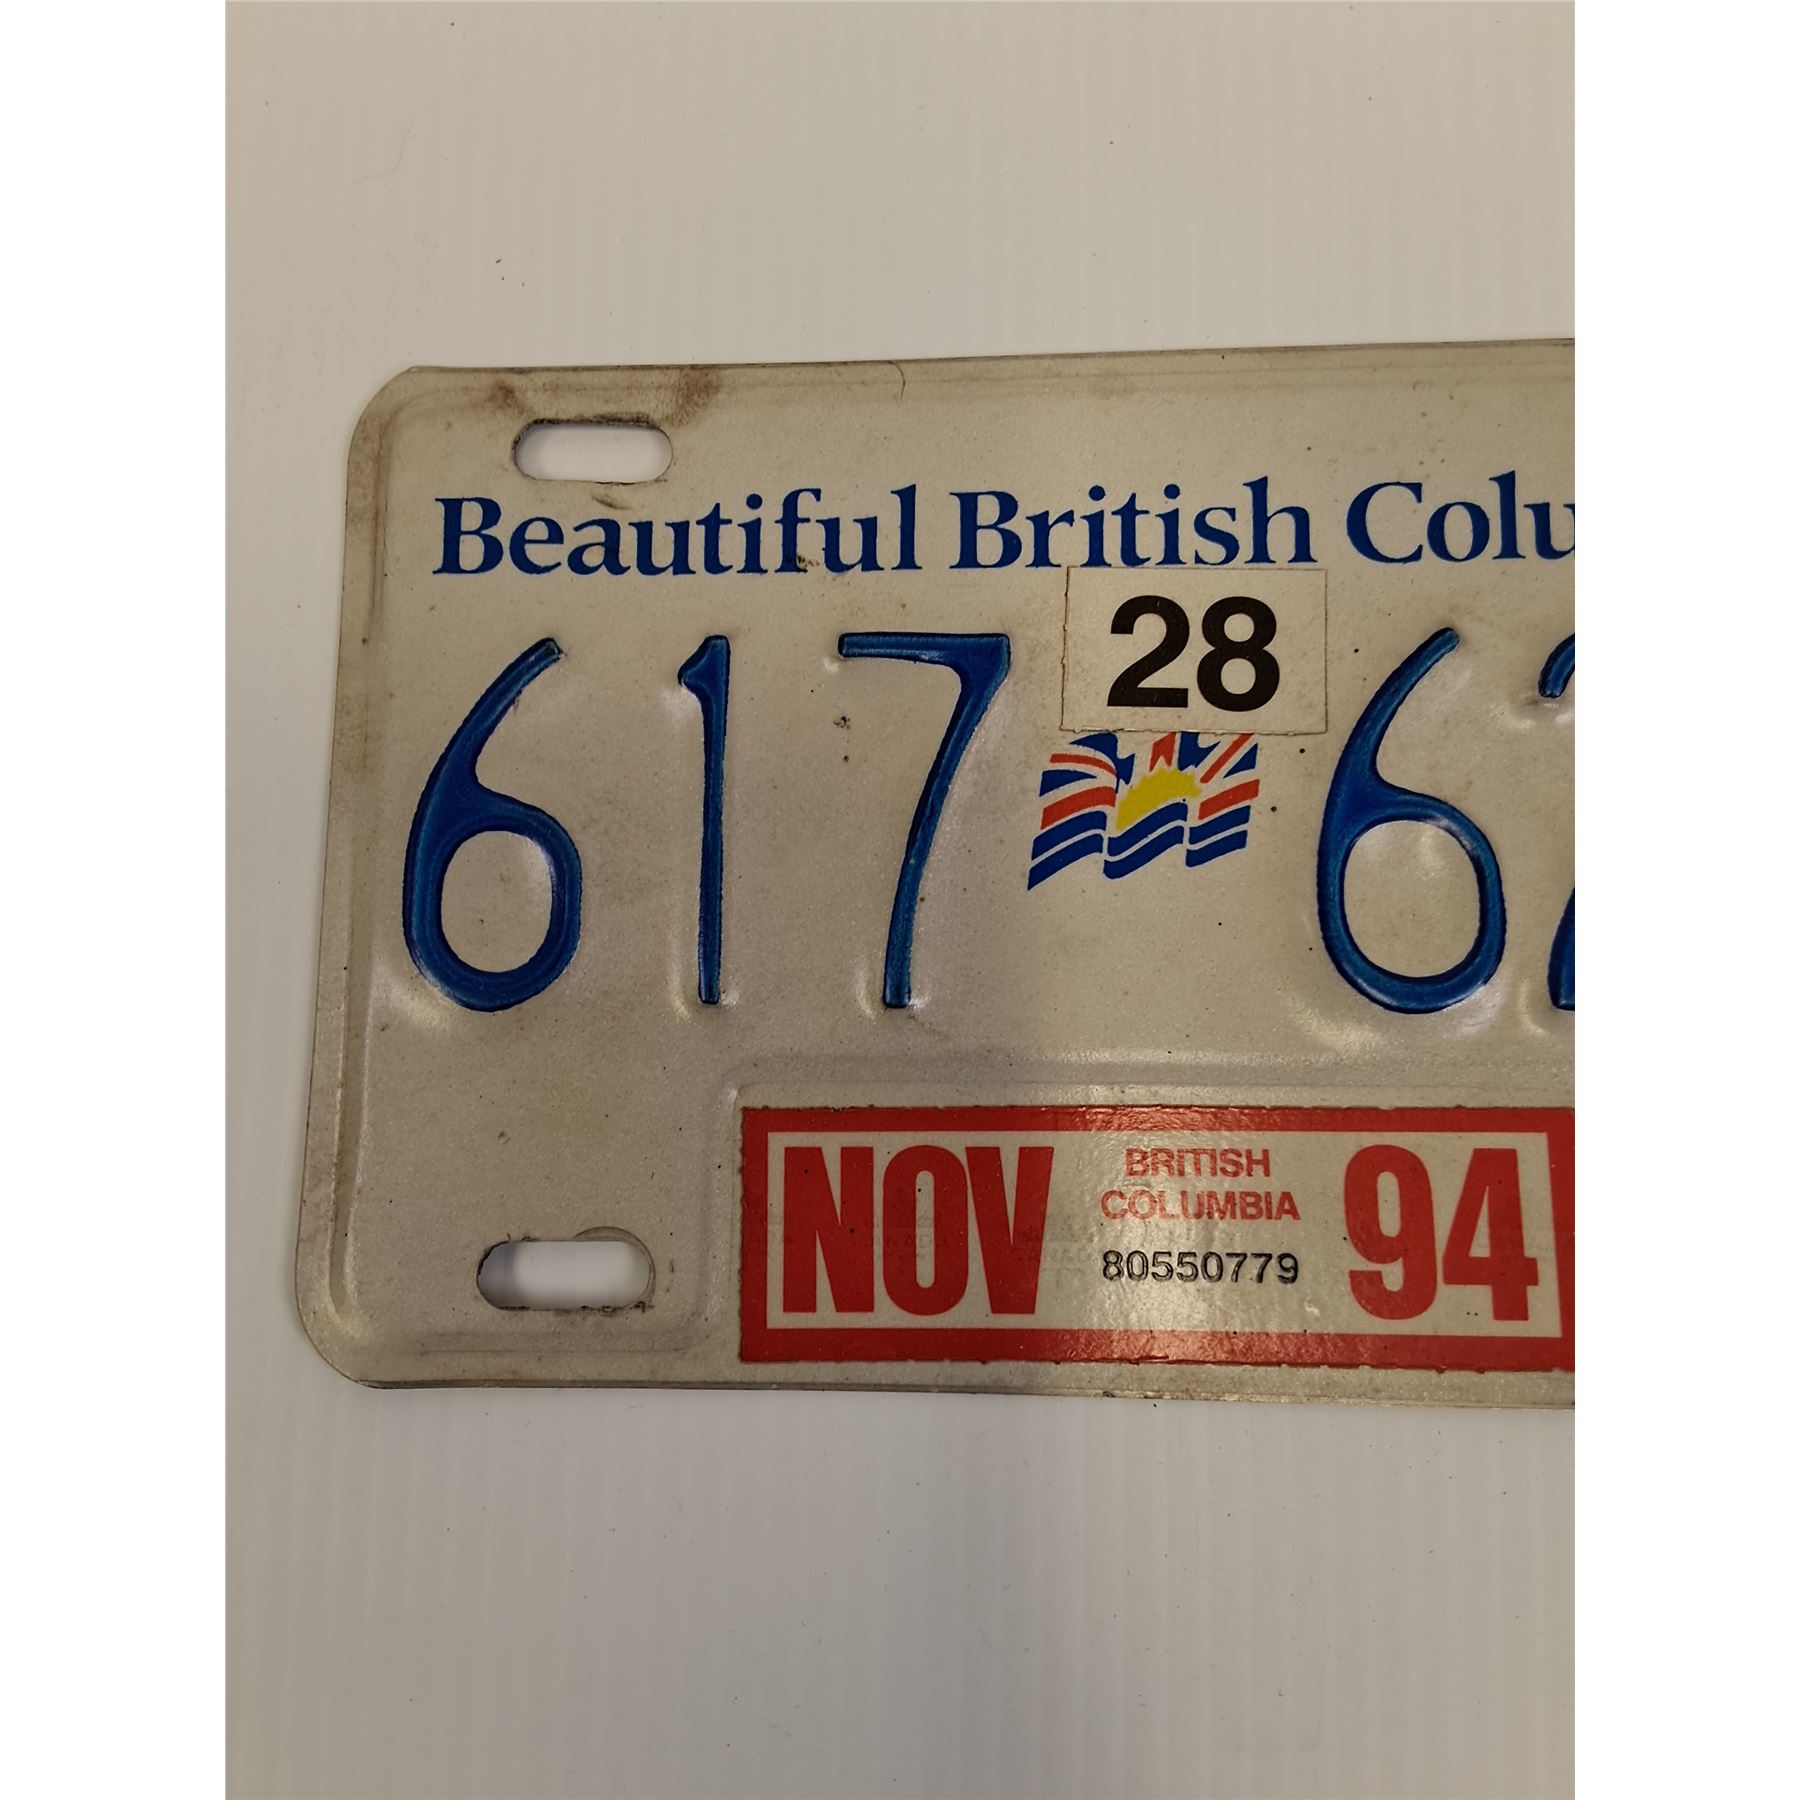 Beautiful British Colu
28
617 62
NOV BRITISH COLUMBIA 94
80550779